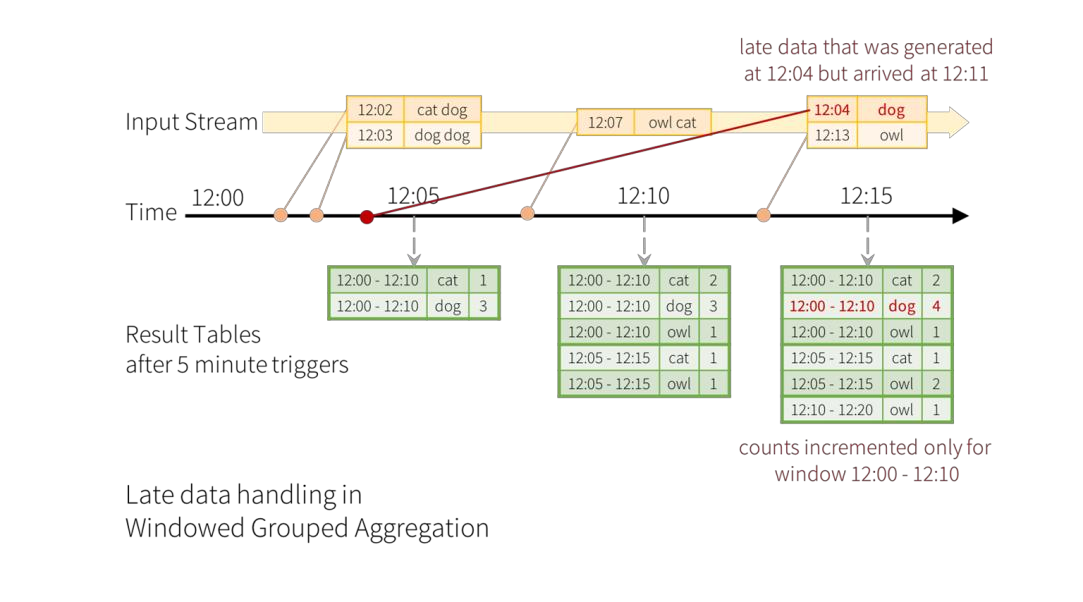 late data that was generated
at 12:04 but arrived at 12:11
Input Stream
12:02 cat dog
12:03 dog dog
12:07 owl cat
12:04 dog
12:13 owl
Time
12:00
12:05
12:10
12:15
12:00 - 12:10 cat 1
12:00 - 12:10 dog 3
12:00 - 12:10 cat 2
12:00 - 12:10 dog 3
12:00 - 12:10 owl 1
12:05 - 12:15 cat 1
12:05 - 12:15 owl 1
12:00 - 12:10 cat 2
12:00 - 12:10 dog 4
12:00 - 12:10 owl 1
12:05 - 12:15 cat 1
12:05 - 12:15 owl 2
12:10 - 12:20 owl 1
Result Tables
after 5 minute triggers
counts incremented only for
window 12:00 - 12:10
Late data handling in
Windowed Grouped Aggregation